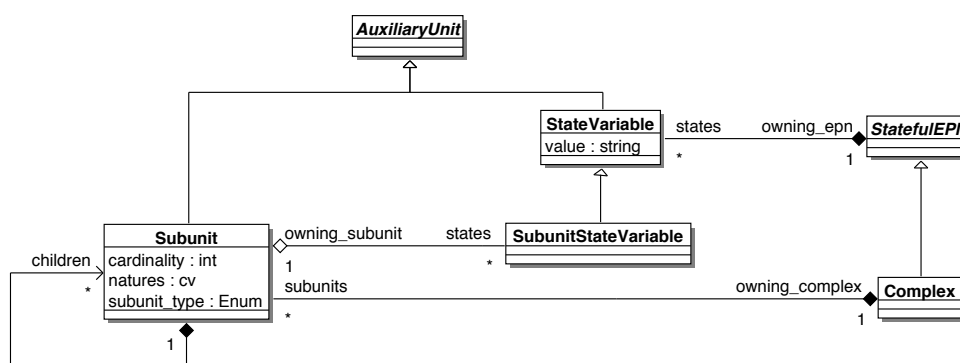 AuxiliaryUnit
StateVariable
value : string
states
*
owning_epn
1
StatefulEPN
Subunit
cardinality : int
natures : cv
subunit_type : Enum
children
*
1
owning_subunit
1
states
*
SubunitStateVariable
subunits
*
owning_complex
1
Complex